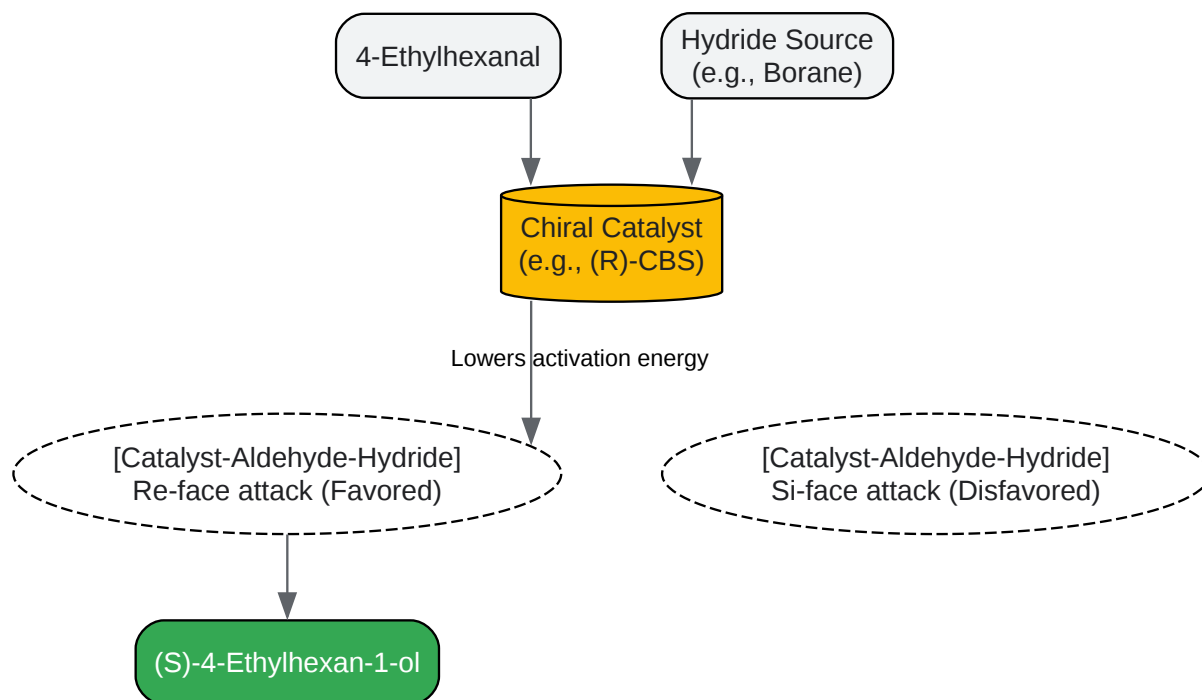 4-Ethylhexanal
Hydride Source
(e.g., Borane)
Chiral Catalyst
(e.g., (R)-CBS)
Lowers activation energy
[Catalyst-Aldehyde-Hydride]
Re-face attack (Favored)
[Catalyst-Aldehyde-Hydride]
Si-face attack (Disfavored)
(S)-4-Ethylhexan-1-ol